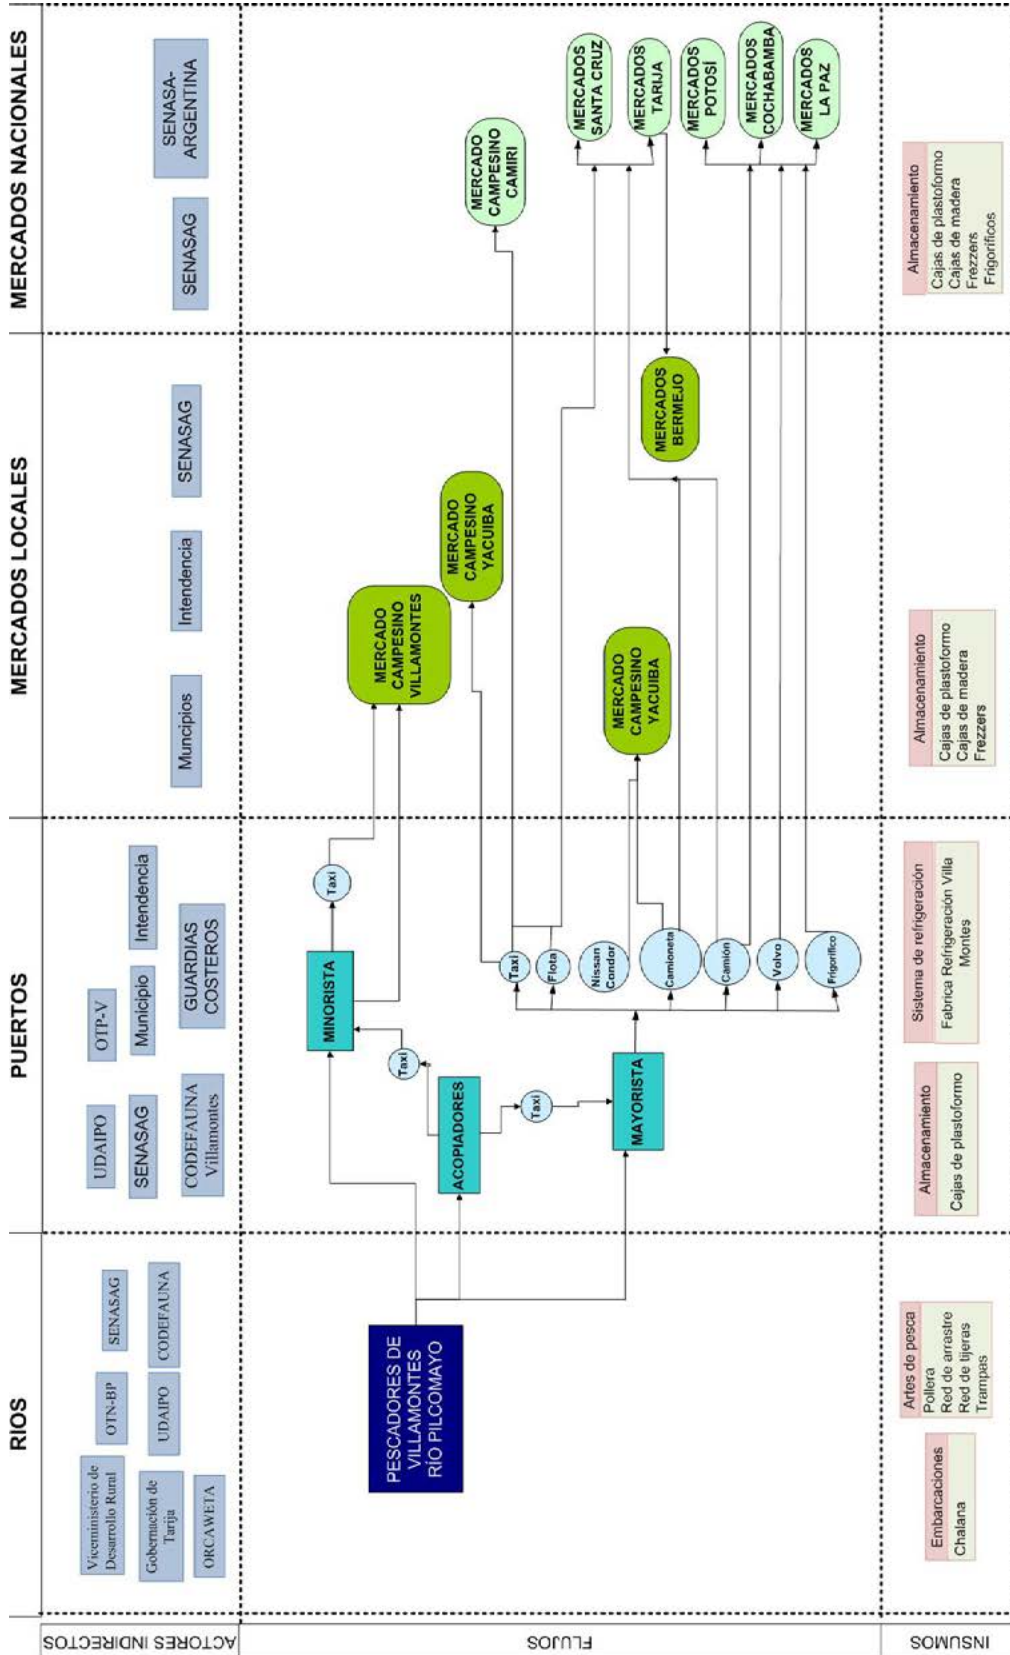 RIOS
PUERTOS
MERCADOS LOCALES
MERCADOS NACIONALES
ACTORES INDIRECTOS
Viceministerio de
Desarrollo Rural
OTN-BP
SENASAG
Gobernación de
Tarija
UDAIPO
CODEFAUNA
ORCAWETA
UDAIPO
OTP-V
SENASAG
Municipio
Intendencia
CODEFAUNA
Villamontes
GUARDIAS
COSTEROS
Muncipios
Intendencia
SENASAG
SENASAG
SENASA-
ARGENTINA
FLUJOS
PESCADORES DE
VILLAMONTES
RÍO PILCOMAYO
MINORISTA
Taxi
Taxi
ACOPIADORES
Taxi
MAYORISTA
Taxi
Flota
Nissan
Condor
Camioneta
Camión
Volvo
Frigorífico
MERCADO
CAMPESINO
VILLAMONTES
MERCADO
CAMPESINO
YACUIBA
MERCADO
CAMPESINO
YACUIBA
MERCADOS
BERMEJO
MERCADO
CAMPESINO
CAMIRI
MERCADOS
SANTA CRUZ
MERCADOS
TARIJA
MERCADOS
POTOSÍ
MERCADOS
COCHABAMBA
MERCADOS
LA PAZ
INSUMOS
Embarcaciones
Chalana
Artes de pesca
Pollera
Red de arrastre
Red de tijeras
Trampas
Almacenamiento
Cajas de plastoformo
Sistema de refrigeración
Fabrica Refrigeración Villa
Montes
Almacenamiento
Cajas de plastoformo
Cajas de madera
Frezzers
Almacenamiento
Cajas de plastoformo
Cajas de madera
Frezzers
Frigoríficos